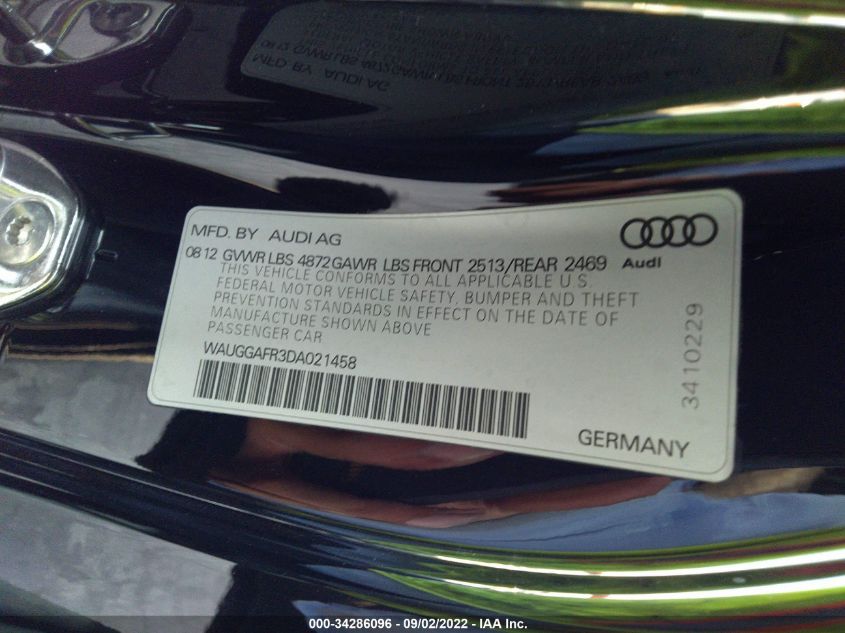 MFD. BY AUDI AG
08 12 GVWR LBS 4872 GAWR LBS FRONT 2513/REAR 2469
Audi
THIS VEHICLE CONFORMS TO ALL APPLICABLE U.S.
FEDERAL MOTOR VEHICLE SAFETY, BUMPER AND THEFT
PREVENTION STANDARDS IN EFFECT ON THE DATE OF
MANUFACTURE SHOWN ABOVE
PASSENGER CAR
WAUGGAFR3DA021458
3410229
GERMANY
000-34286096 - 09/02/2022 - IAA Inc.